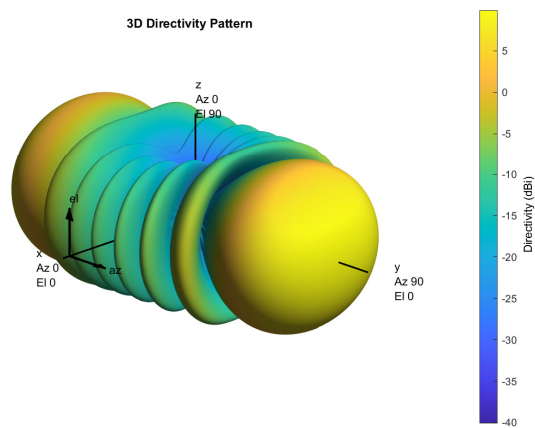 3D Directivity Pattern
z
Az 0
El 90
el
x
Az 0
El 0
az
y
Az 90
El 0
5
0
-5
-10
-15
-20
-25
-30
-35
-40
Directivity (dBi)